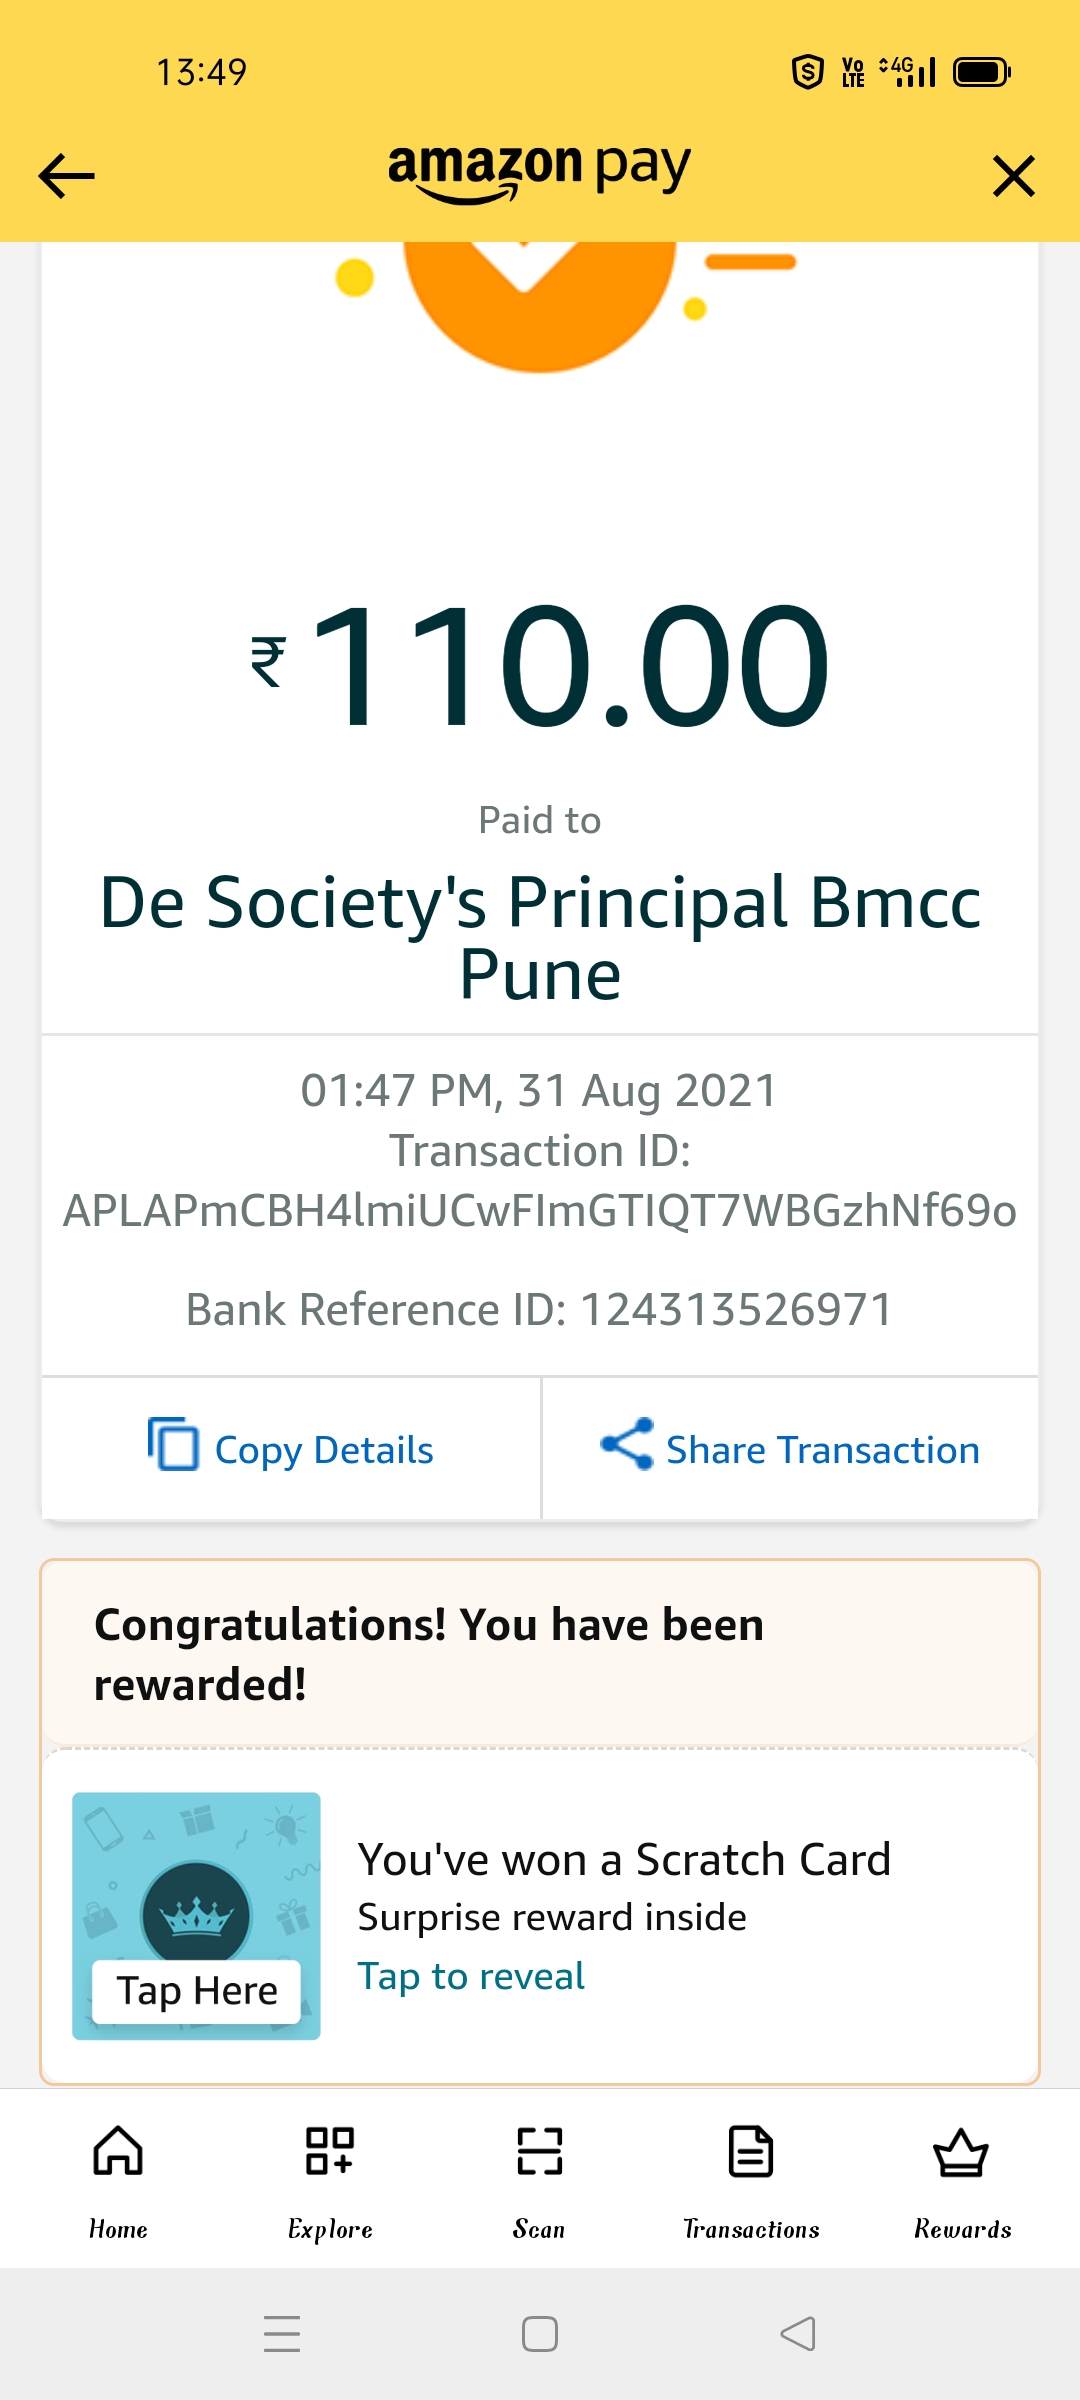 13:49
Vo LTE 4G
amazon pay
₹110.00
Paid to
De Society's Principal Bmcc
Pune
01:47 PM, 31 Aug 2021
Transaction ID:
APLAPmCBH4lmiUCwFImGTIQT7WBGzhNf69o
Bank Reference ID: 124313526971
Copy Details
Share Transaction
Congratulations! You have been
rewarded!
You've won a Scratch Card
Surprise reward inside
Tap to reveal
Tap Here
Home
Explore
Scan
Transactions
Rewards